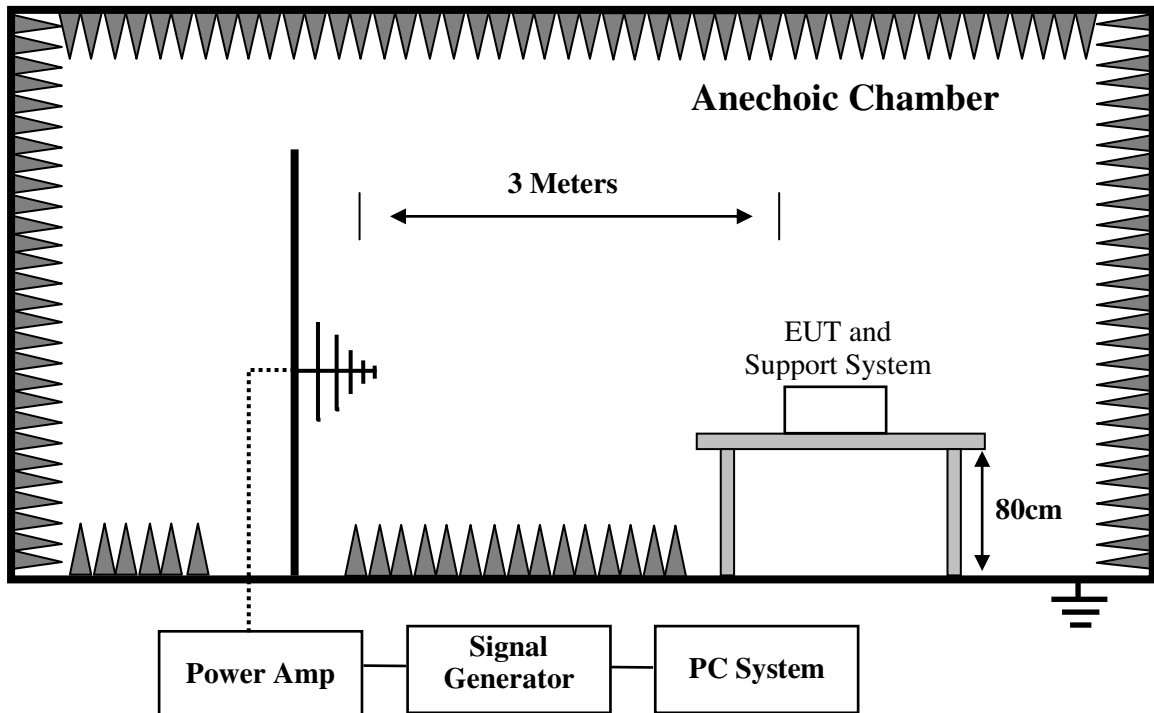 Anechoic Chamber
3 Meters
EUT and
Support System
80cm
Power Amp
Signal
Generator
PC System